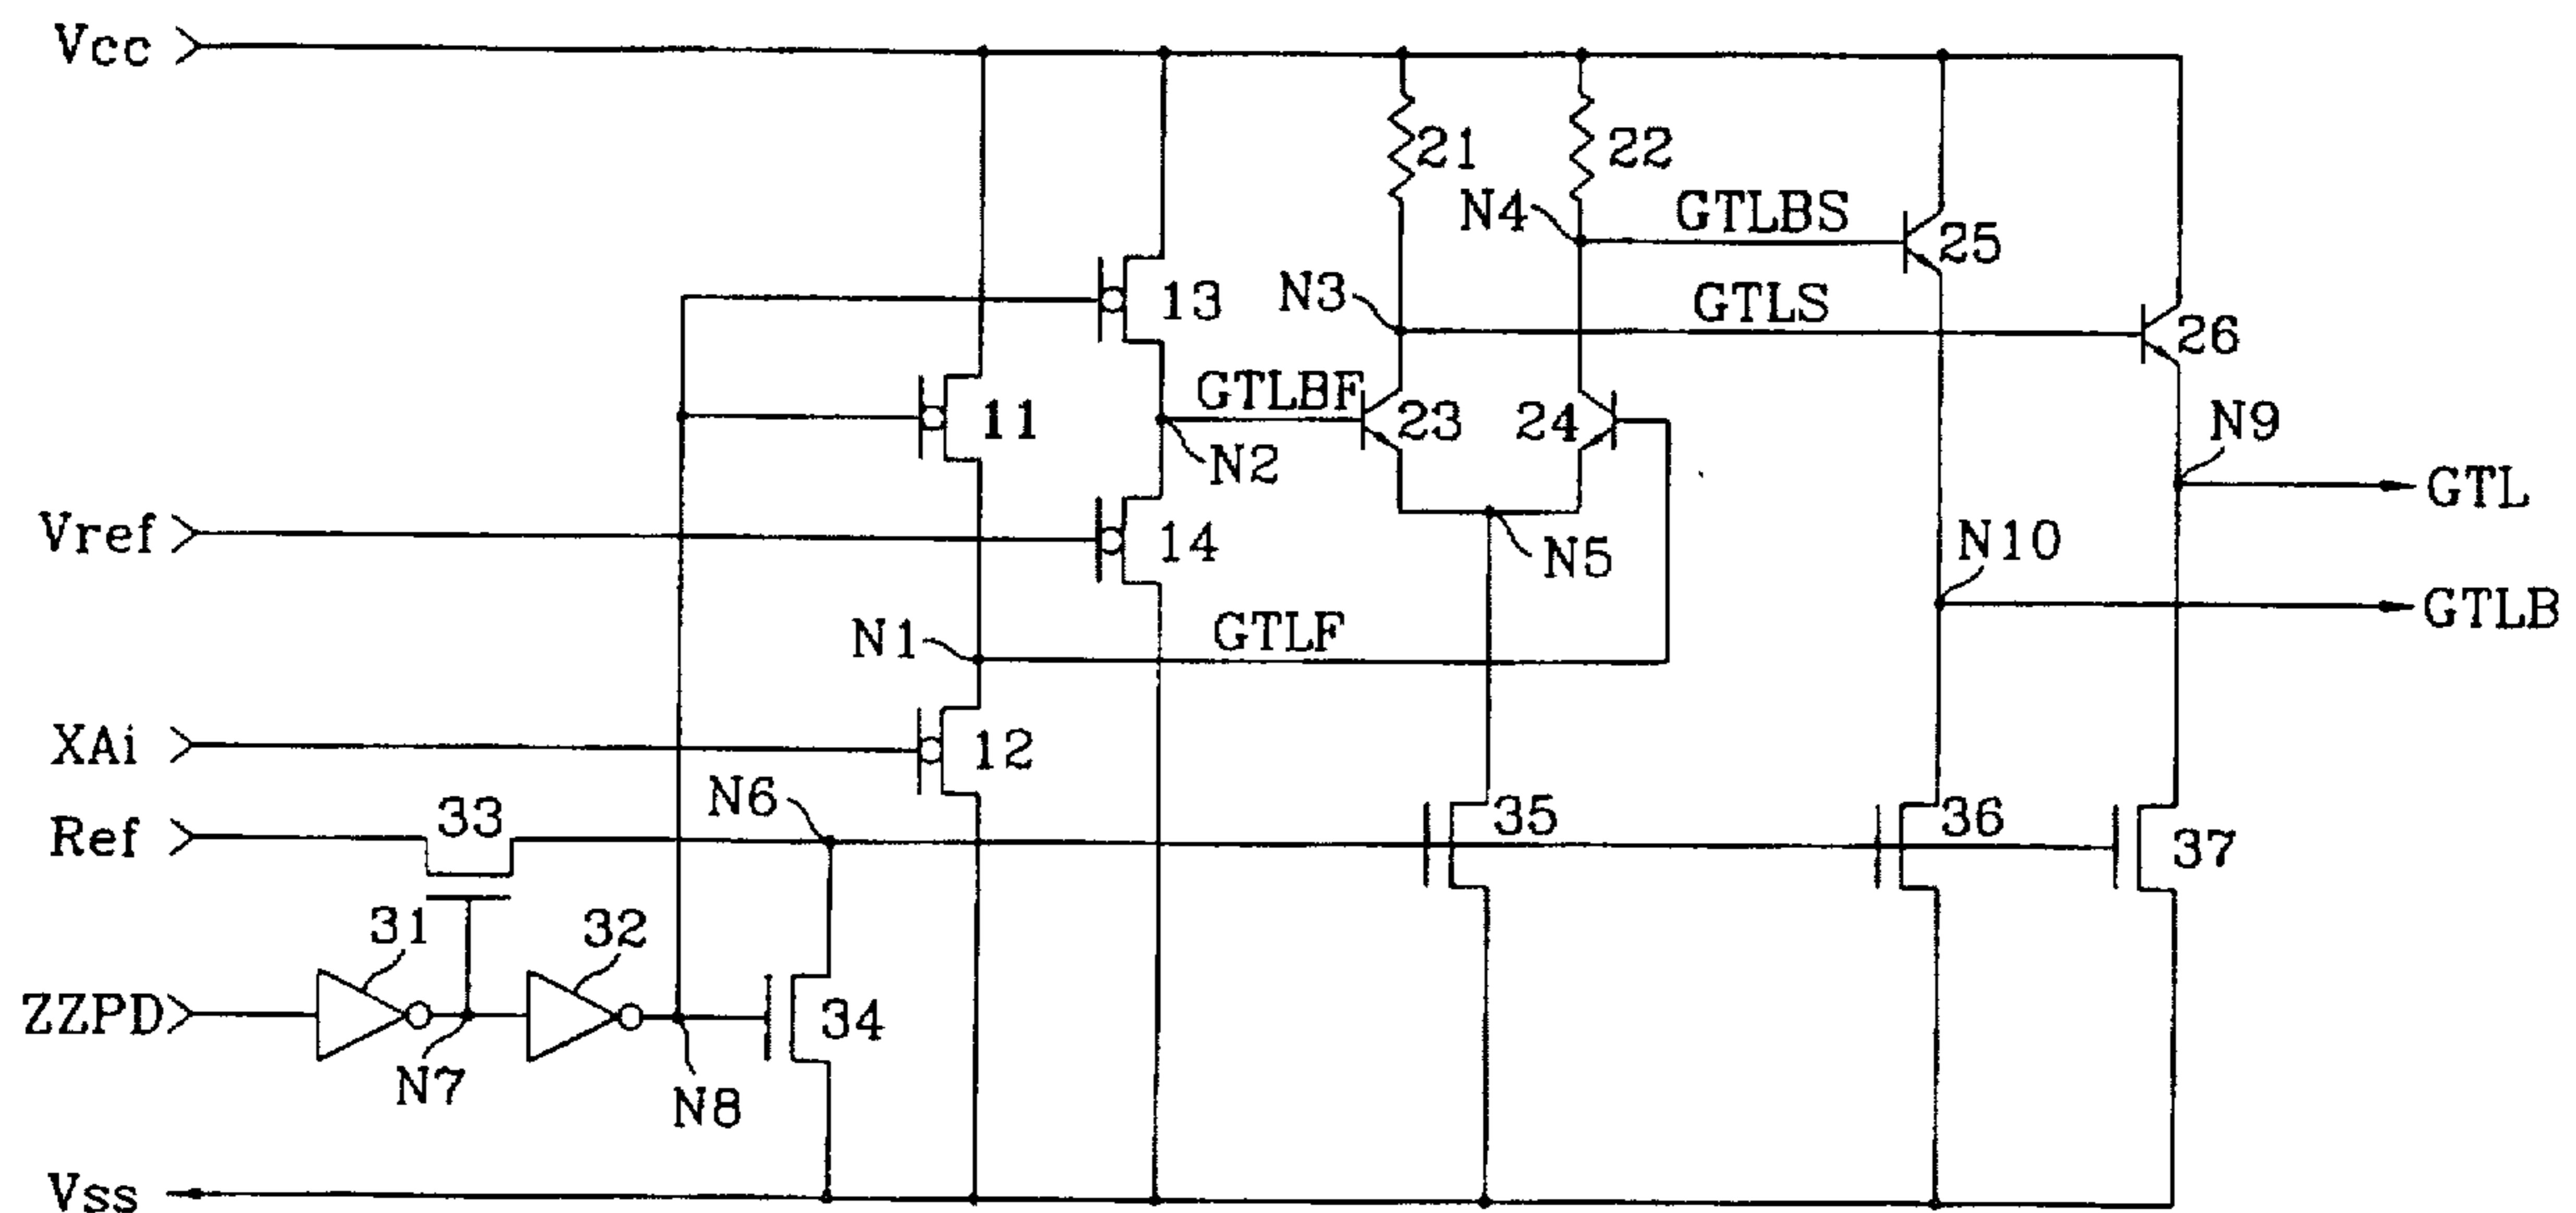 Vcc
21
22
GTLBS
N4
25
N3
GTLS
13
26
GTLBF
11
23
24
N9
N2
GTL
Vref
14
N5
N10
GTLB
N1
GTLF
XAi
12
N6
Ref
33
35
36
37
31
32
ZZPD
34
N7
N8
Vss